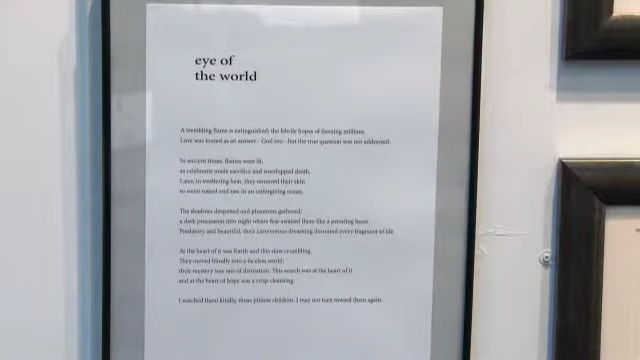 eye of
the world
A trembling flame is extinguished; the febrile hopes of fawning millions.
Love was touted as an answer - God too - but the true question was not addressed.
In ancient times, flames were lit,
as celebrants made sacrifice and worshipped death.
Later, in sweltering heat, they removed their skin
to swim naked and raw in an unforgiving ocean.
The shadows deepened and phantoms gathered;
a dark procession into night where fear awaited them like a prowling beast.
Predatory and beautiful, their carnivorous dreaming devoured every fragment of life.
At the heart of it was Earth and this slow crumbling.
They moved blindly into a faceless world;
their mystery was one of divination. This search was at the heart of it
and at the heart of hope was a crisp cleansing.
I watched them kindly, these pitiless children. I may not turn toward them again.